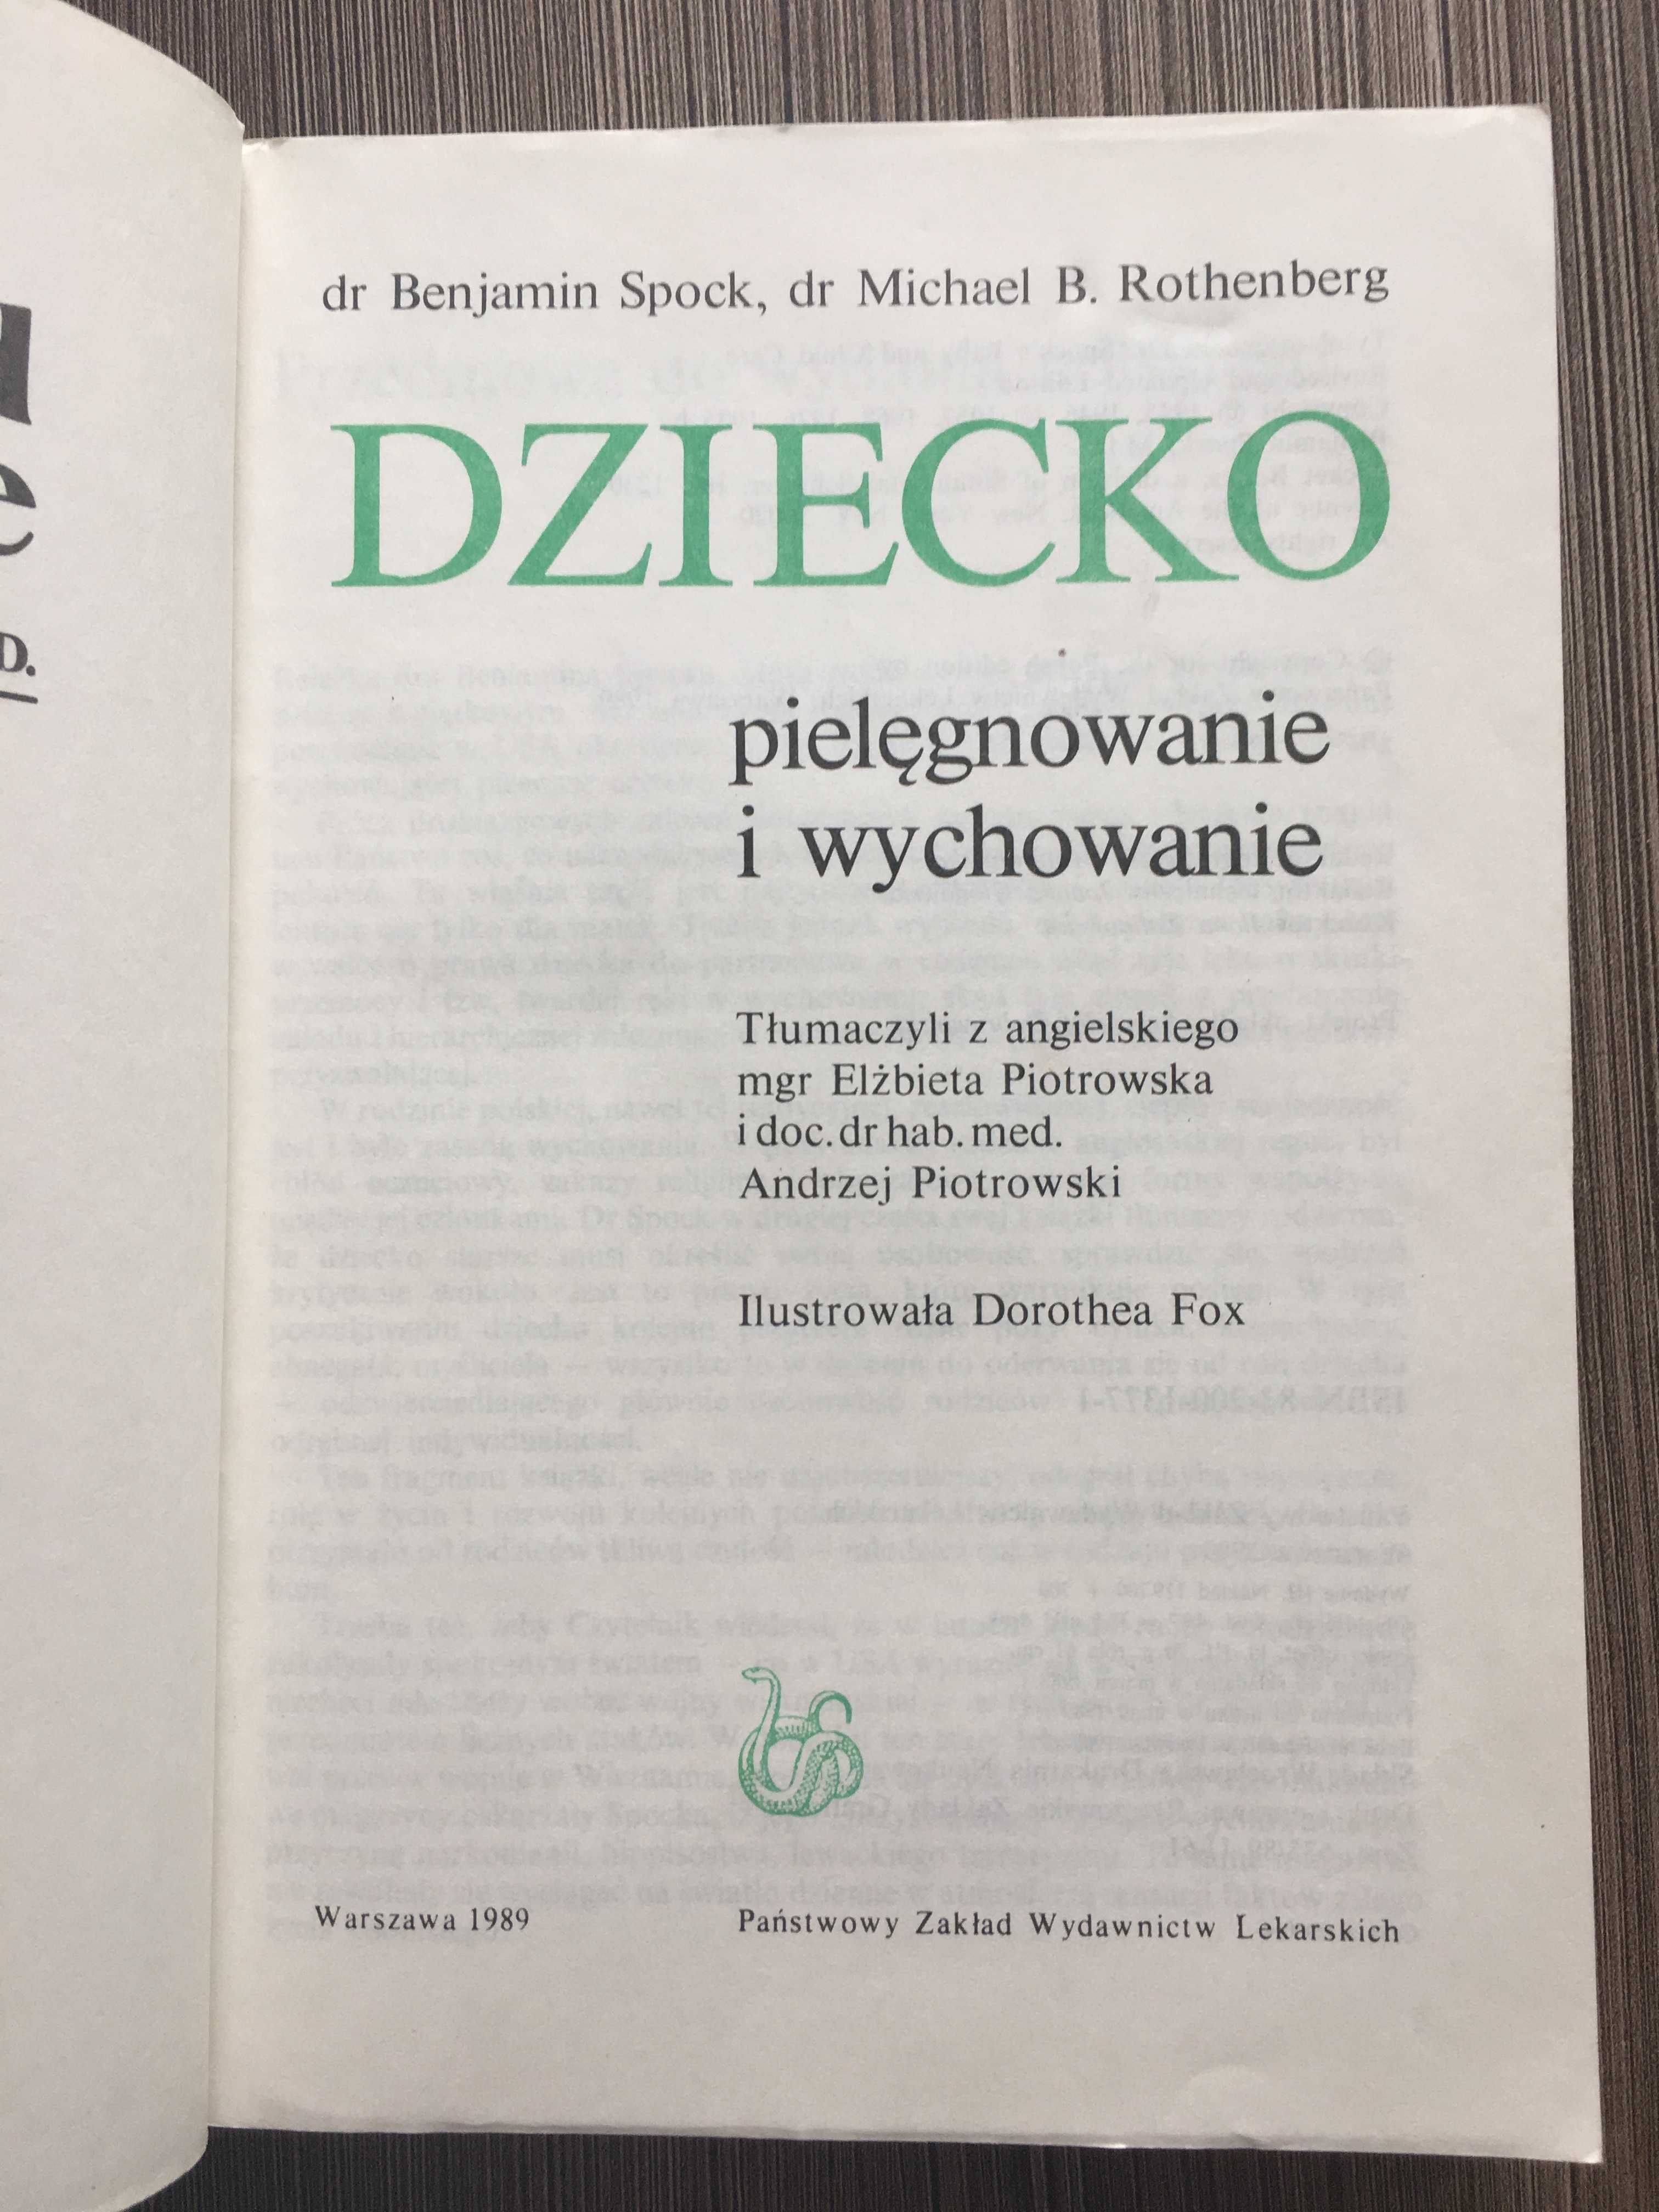 dr Benjamin Spock, dr Michael B. Rothenberg
DZIECKO
pielęgnowanie
i wychowanie
Tłumaczyli z angielskiego
mgr Elżbieta Piotrowska
i doc. dr hab. med.
Andrzej Piotrowski
Ilustrowała Dorothea Fox
Warszawa 1989
Państwowy Zakład Wydawnictw Lekarskich
D.